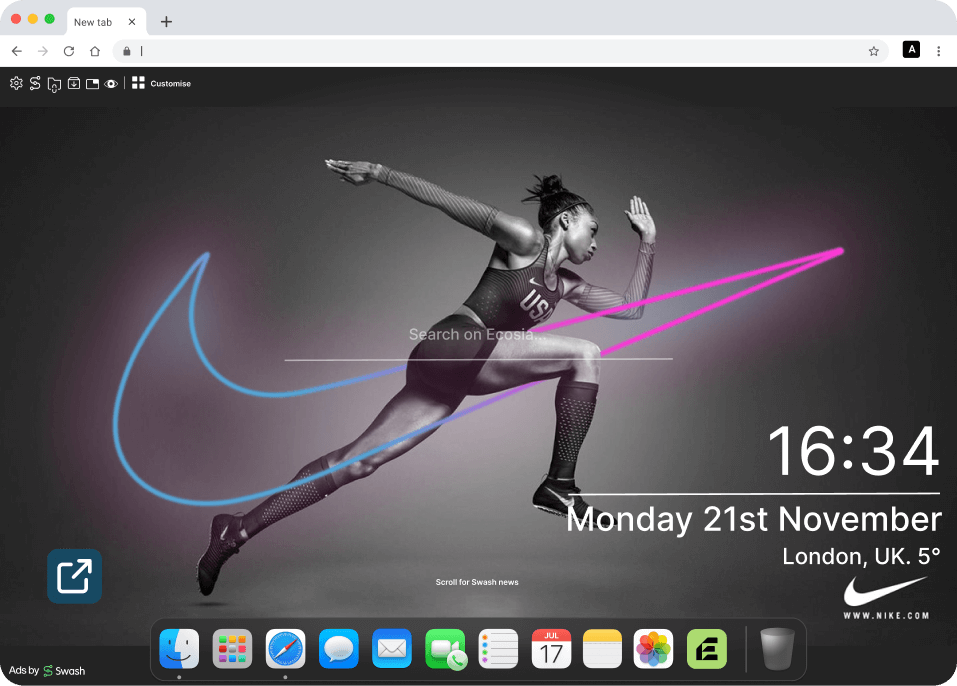 New tab
A
Customise
USA
Search on Ecosia...
16:34
Monday 21st November
London, UK. 5°
Scroll for Swash news
WWW.NIKE.COM
JUL
17
Ads by Swash